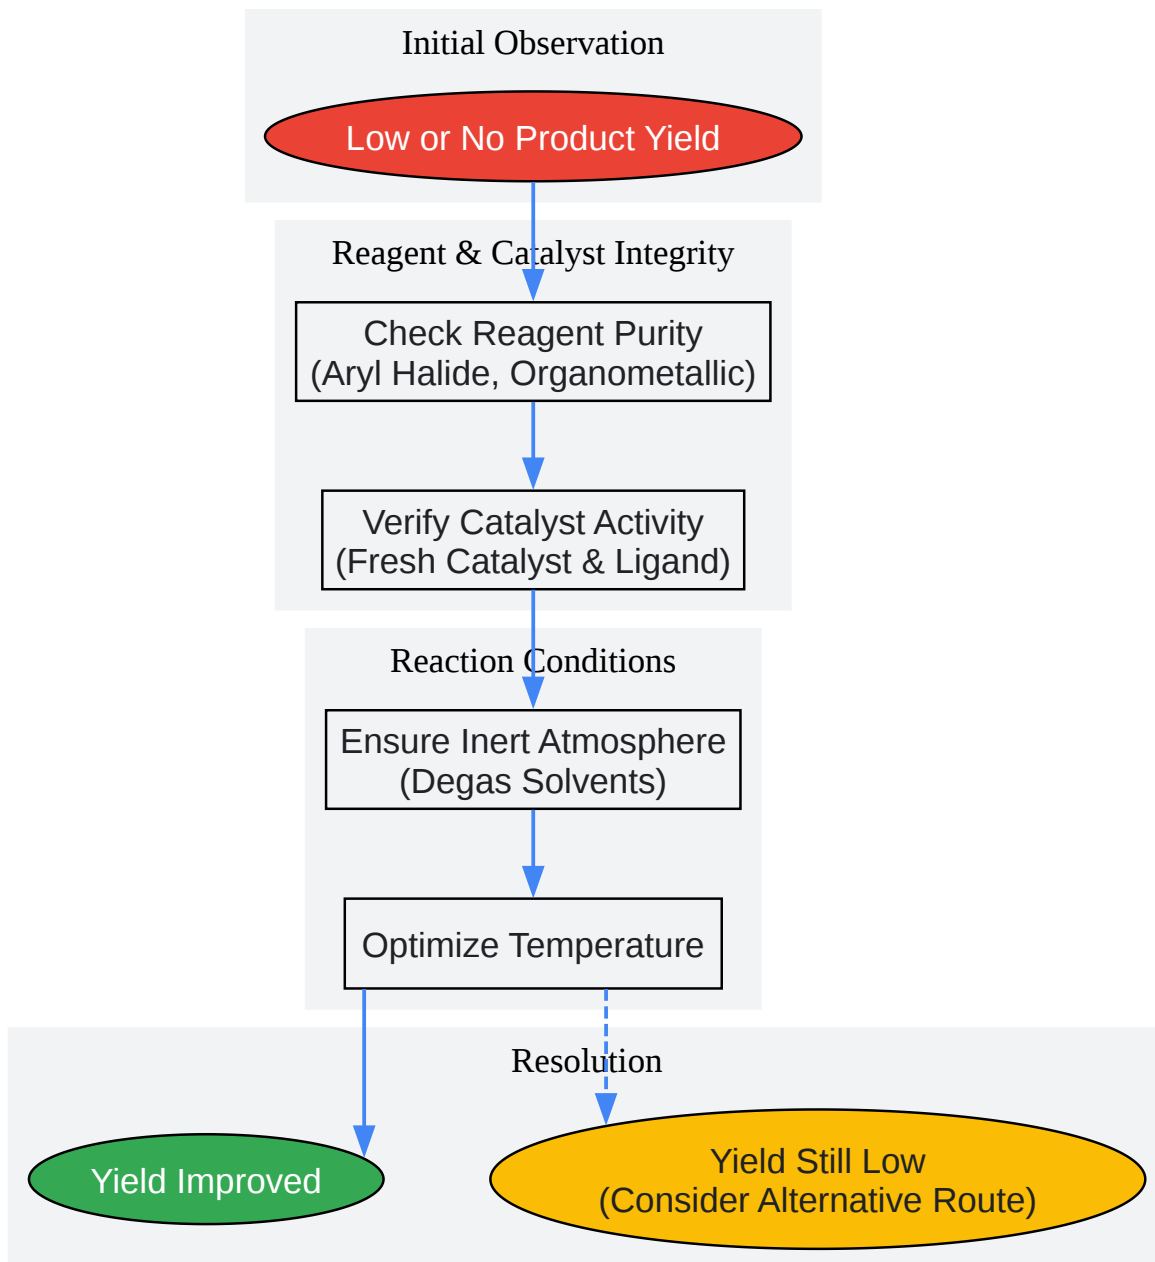 Initial Observation
Low or No Product Yield
Reagent & Catalyst Integrity
Check Reagent Purity
(Aryl Halide, Organometallic)
Verify Catalyst Activity
(Fresh Catalyst & Ligand)
Reaction Conditions
Ensure Inert Atmosphere
(Degas Solvents)
Optimize Temperature
Resolution
Yield Improved
Yield Still Low
(Consider Alternative Route)